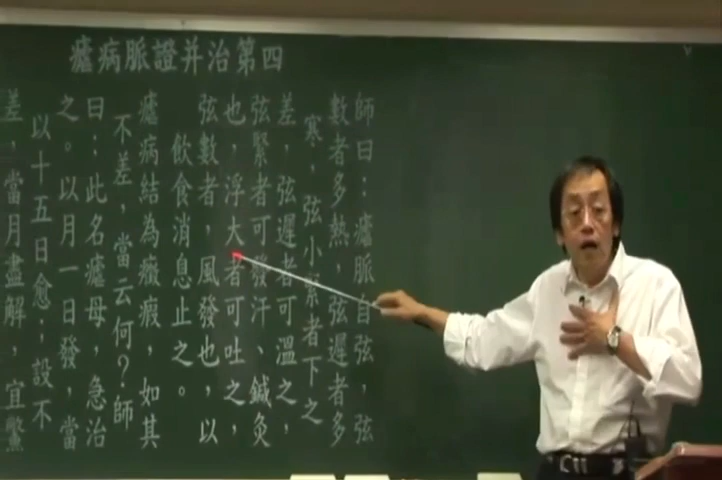 瘧病脈證并治第四
師曰：瘧脈自弦，弦
數者多熱，弦遲者多
寒，弦小緊者下之
差，弦遲者可溫之，
弦緊者可發汗、鍼灸
也，浮大者可吐之，
弦數者，風發也，以
飲食消息止之。
瘧病結為癥瘕，如其
不差，當云何？師
曰：此名瘧母，急治
之。以月一日發，當
以十五日愈；設不
差，當月盡解，宜鱉